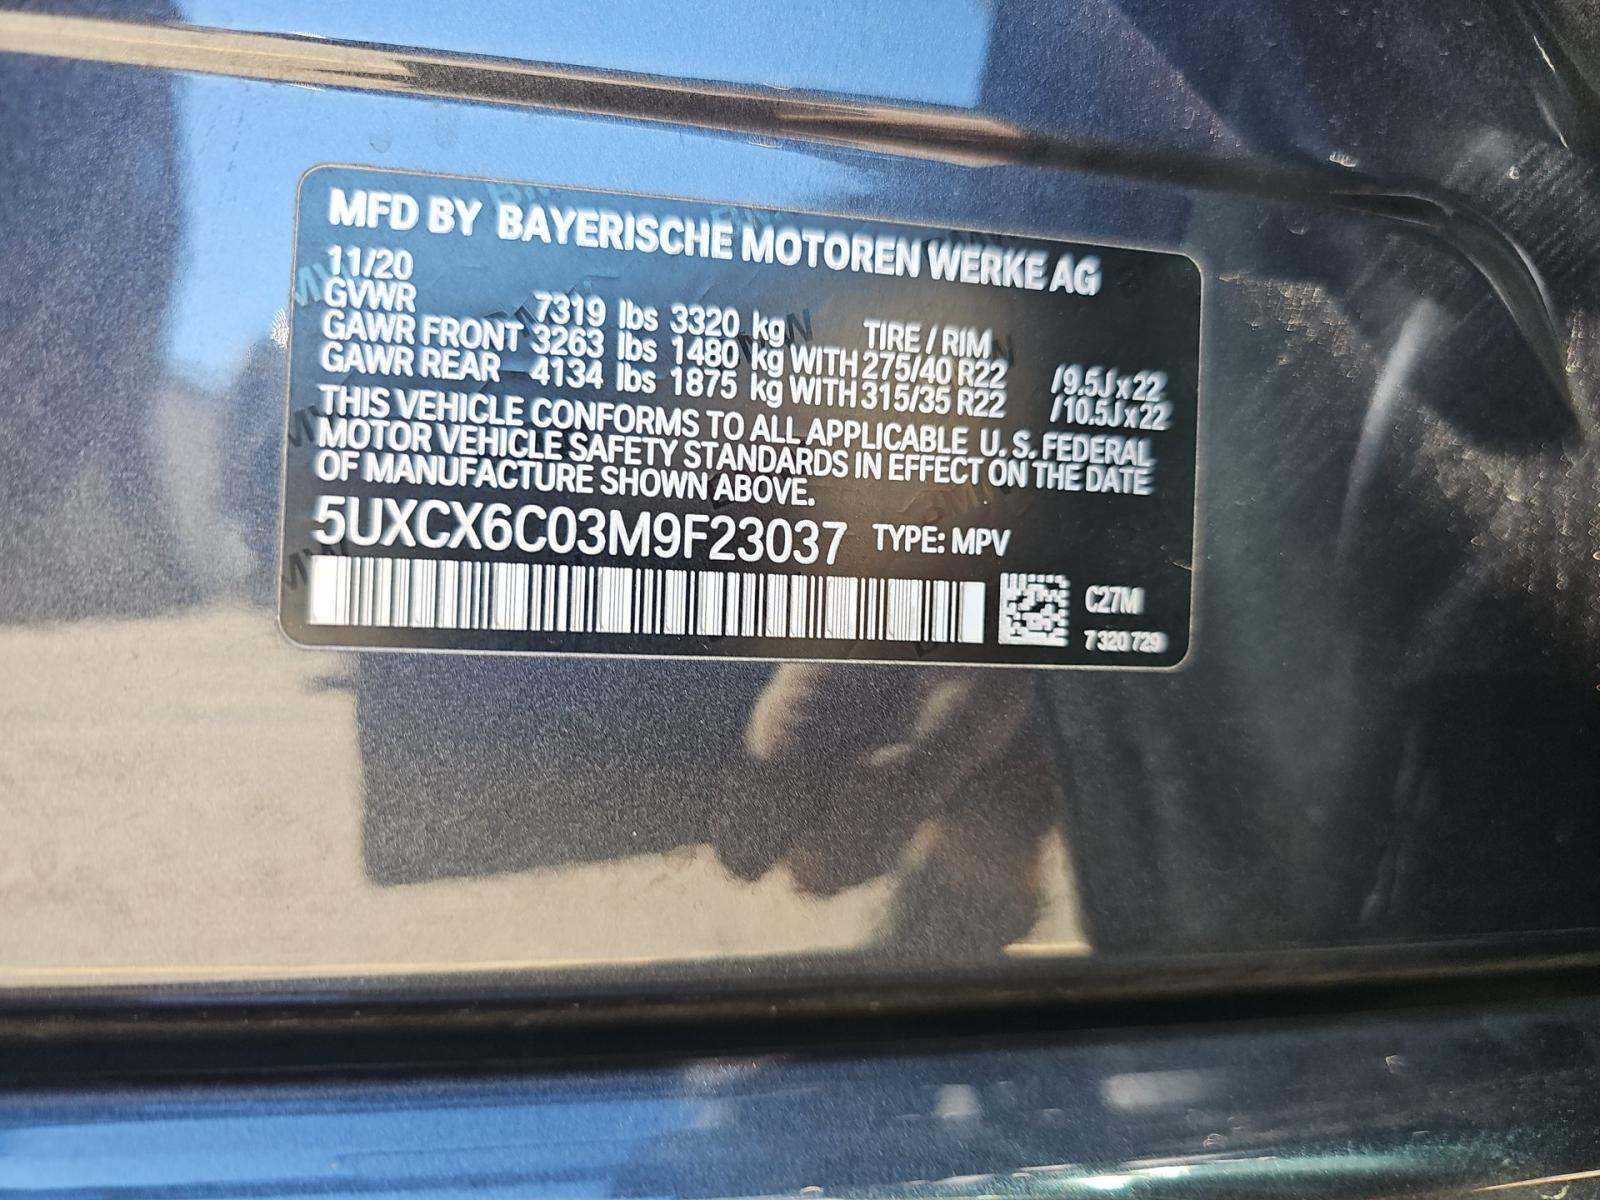 MFD BY BAYERISCHE MOTOREN WERKE AG
11/20
GVWR 7319 lbs 3320 kg TIRE / RIM
GAWR FRONT 3263 lbs 1480 kg WITH 275/40 R22 /9.5J x 22
GAWR REAR 4134 lbs 1875 kg WITH 315/35 R22 /10.5J x 22
THIS VEHICLE CONFORMS TO ALL APPLICABLE U. S. FEDERAL
MOTOR VEHICLE SAFETY STANDARDS IN EFFECT ON THE DATE
OF MANUFACTURE SHOWN ABOVE.
5UXCX6C03M9F23037 TYPE: MPV
C27M
7 320 729